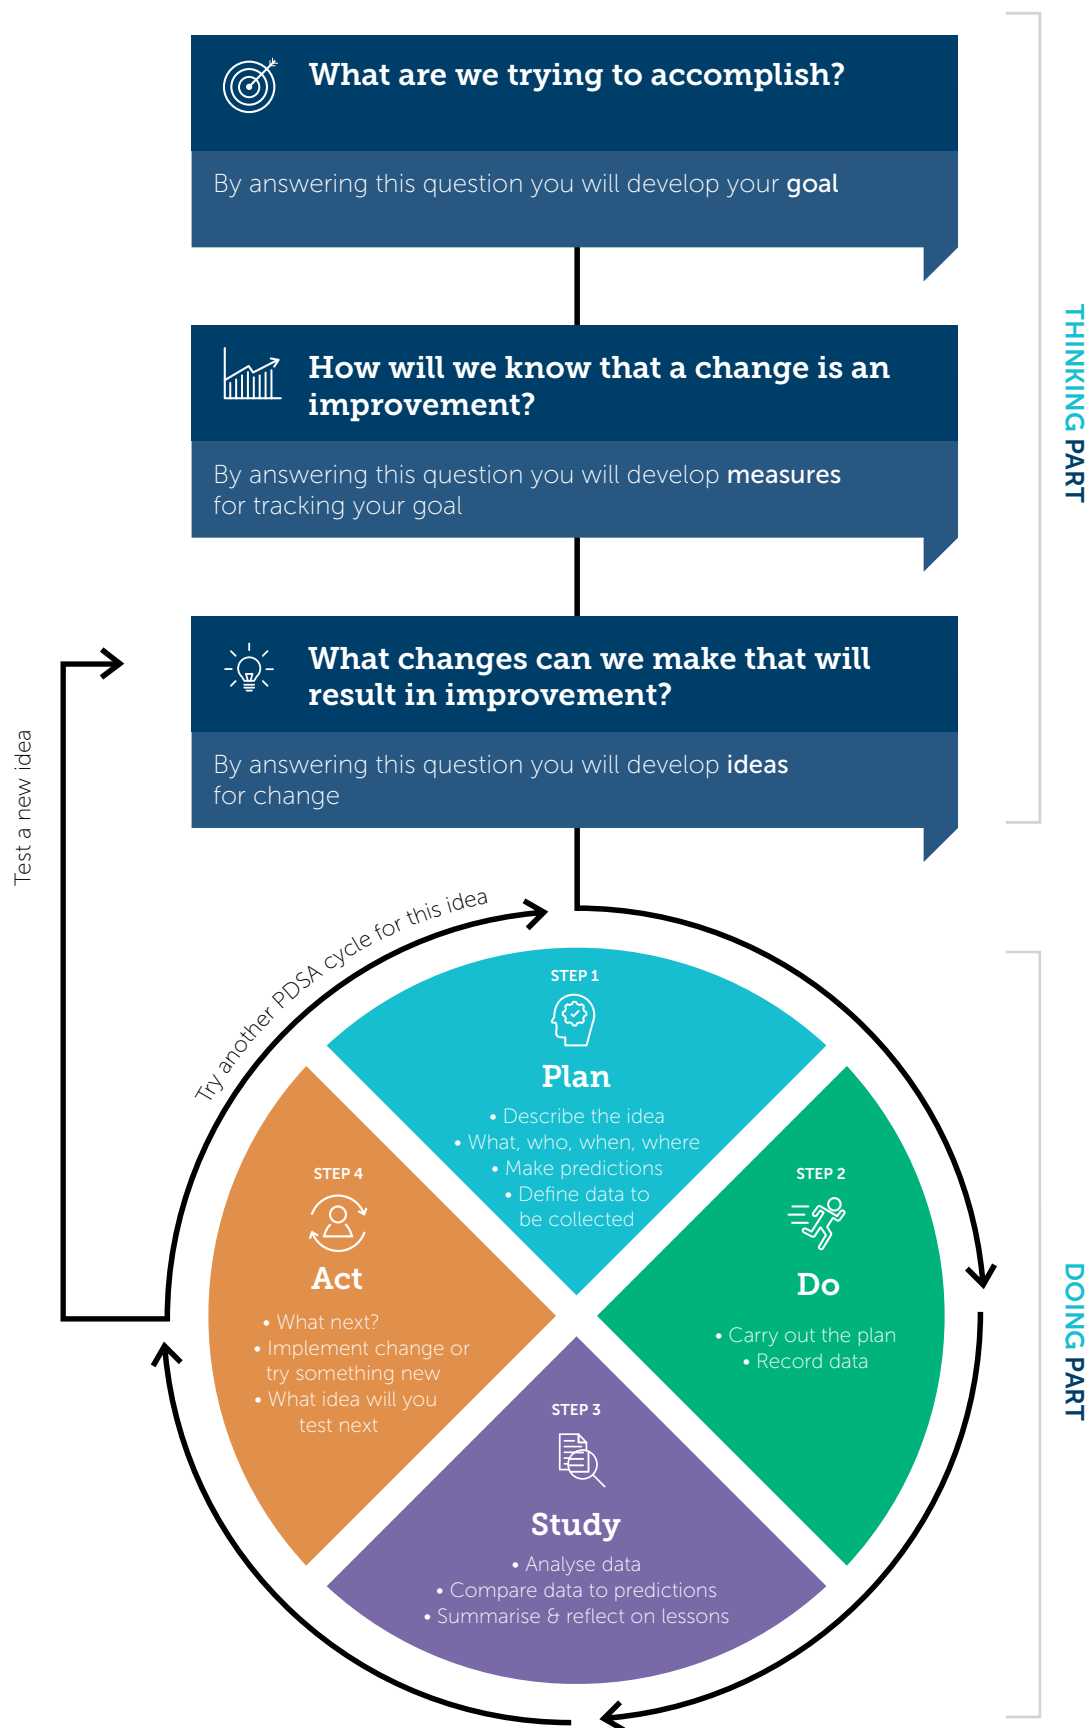 What are we trying to accomplish?
By answering this question you will develop your goal
How will we know that a change is an
improvement?
By answering this question you will develop measures
for tracking your goal
What changes can we make that will
result in improvement?
By answering this question you will develop ideas
for change
THINKING PART
Test a new idea
Try another PDSA cycle for this idea
STEP 1
Plan
• Describe the idea
• What, who, when, where
• Make predictions
• Define data to
be collected
STEP 2
Do
• Carry out the plan
• Record data
STEP 3
Study
• Analyse data
• Compare data to predictions
• Summarise & reflect on lessons
STEP 4
Act
• What next?
• Implement change or
try something new
• What idea will you
test next
DOING PART